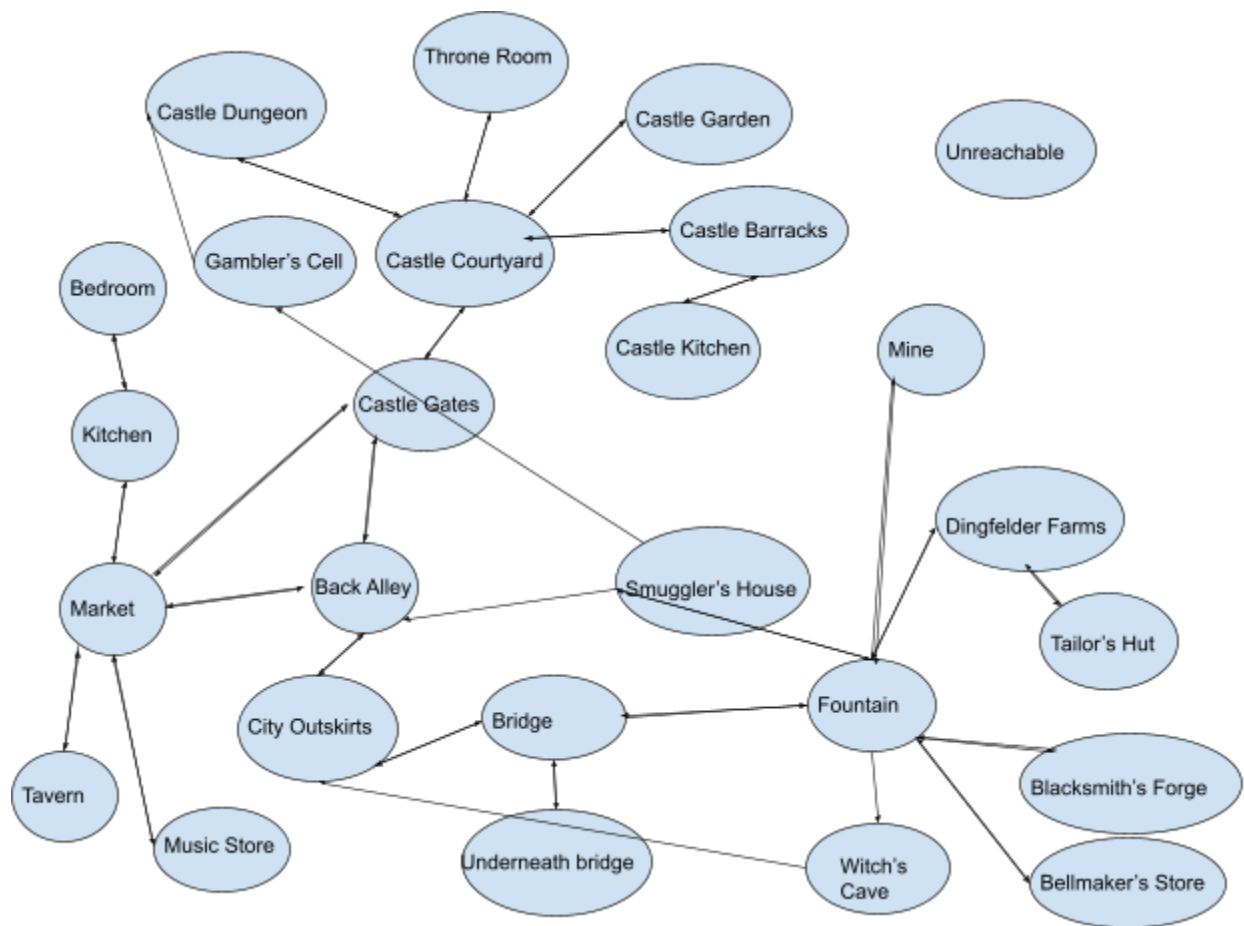 Throne Room
Castle Dungeon
Castle Garden
Unreachable
Castle Barracks
Gambler's Cell
Castle Courtyard
Bedroom
Castle Kitchen
Mine
Castle Gates
Kitchen
Dingfelder Farms
Back Alley
Smuggler's House
Market
Tailor's Hut
Fountain
Bridge
City Outskirts
Blacksmith's Forge
Tavern
Music Store
Underneath bridge
Witch's
Cave
Bellmaker's Store